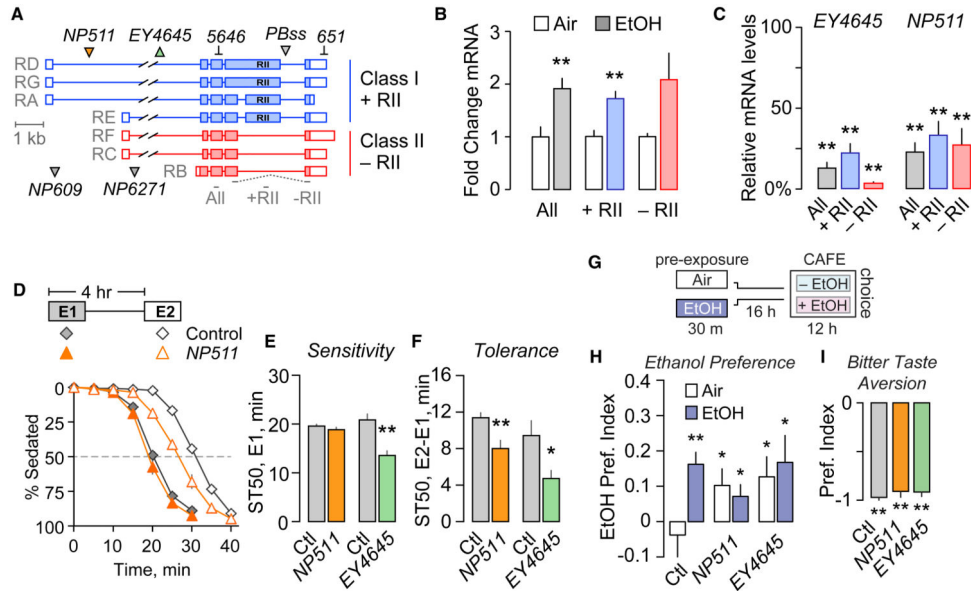 A
NP511
EY4645
5646
PBss
651
RD
RII
RG
RII
RA
RII
RE
RII
RF
RC
RB
Class I
+ RII
Class II
– RII
1 kb
NP609
NP6271
All
+RII
-RII
B
Air
EtOH
Fold Change mRNA
3
2
1
0
**
**
All
+ RII
– RII
C
EY4645
NP511
Relative mRNA levels
100
50
0%
**
**
**
**
**
**
All
+ RII
– RII
All
+ RII
– RII
D
4 hr
E1
E2
Control
NP511
% Sedated
0
25
50
75
100
0
10
20
30
40
Time, min
E
Sensitivity
ST50, E1, min
30
20
10
0
**
Ctl
NP511
Ctl
EY4645
F
Tolerance
ST50, E2-E1, min
16
12
8
4
0
**
*
Ctl
NP511
Ctl
EY4645
G
pre-exposure
CAFE
Air
EtOH
30 m
16 h
– EtOH
+ EtOH
12 h
choice
H
Ethanol Preference
EtOH Pref. Index
0.4
0.3
0.2
0.1
0
-0.1
Air
EtOH
**
*
*
*
*
Ctl
NP511
EY4645
I
Bitter Taste
Aversion
Pref. Index
0
-1
**
**
**
Ctl
NP511
EY4645